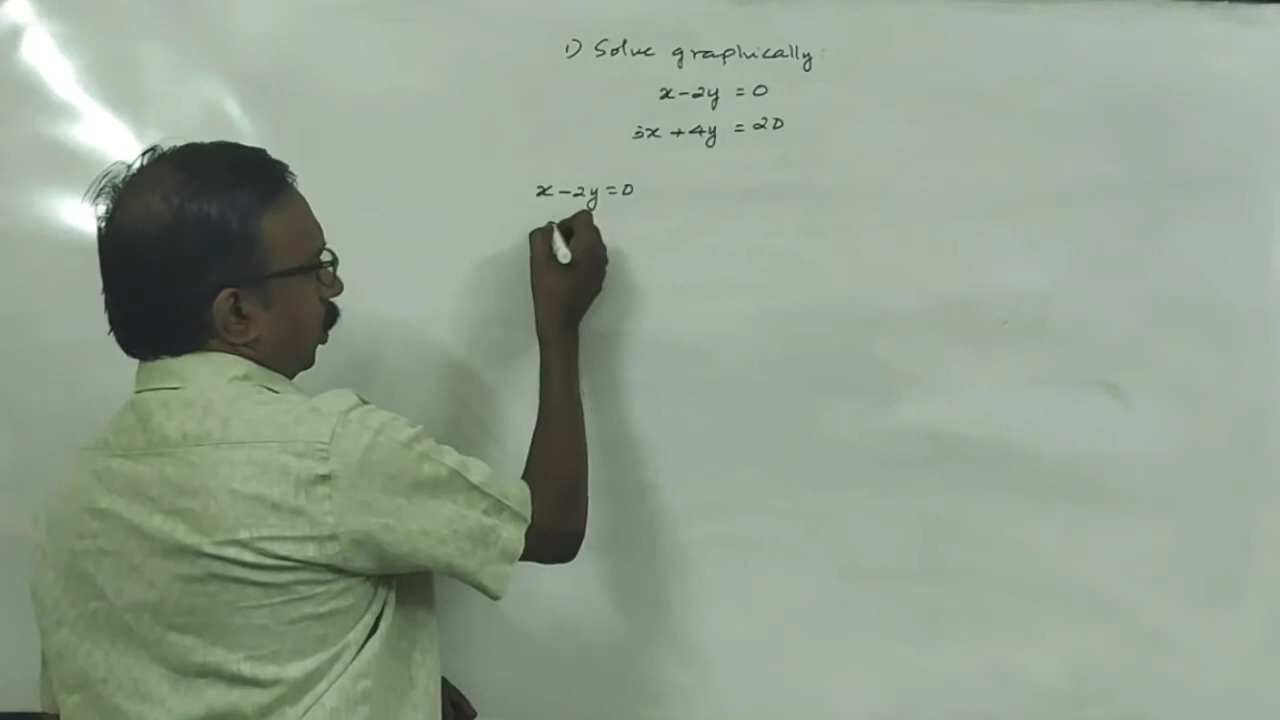 1) Solve graphically:
x-2y = 0
3x + 4y = 20
x-2y = 0